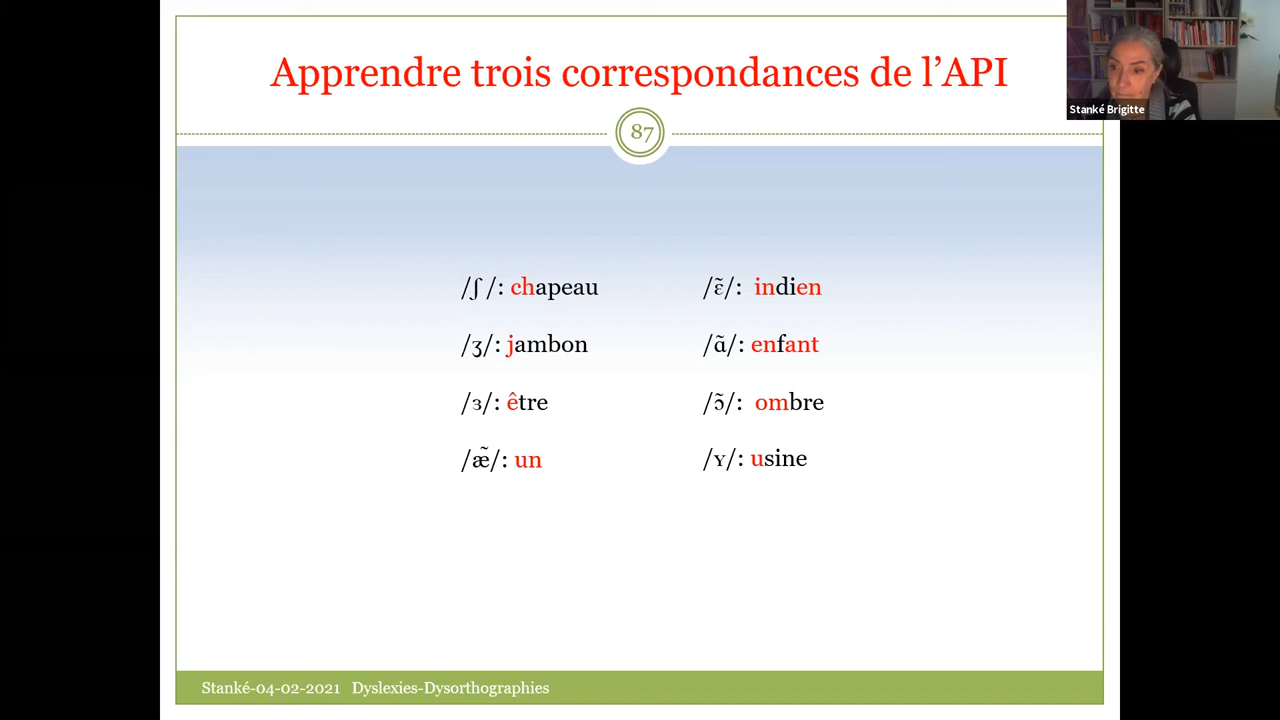 Apprendre trois correspondances de l’API
Stanké Brigitte
87
/ʃ /: chapeau
/ʒ/: jambon
/ɜ/: être
/æ̃/: un
/ɛ̃/: indien
/ɑ̃/: enfant
/ɔ̃/: ombre
/ʏ/: usine
Stanké-04-02-2021 Dyslexies-Dysorthographies